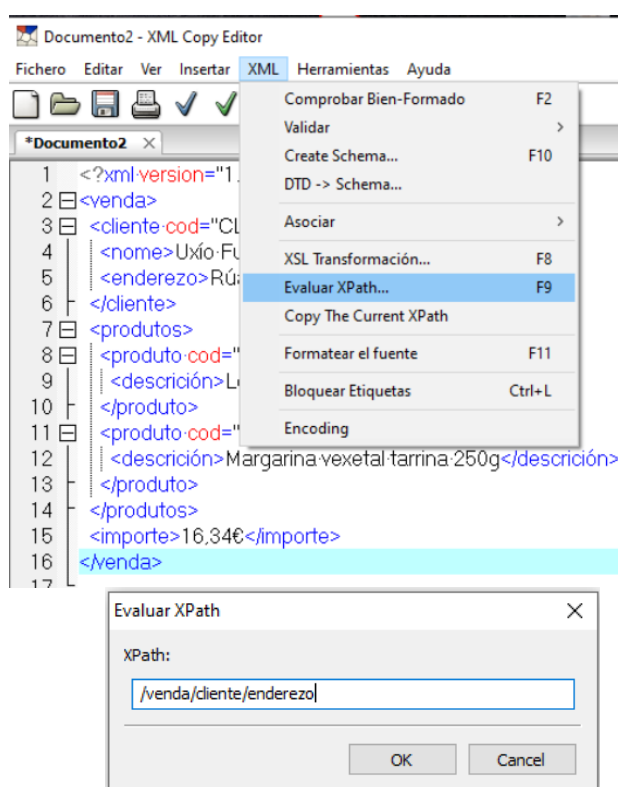 Documento2 - XML Copy Editor
Fichero Editar Ver Insertar XML Herramientas Ayuda
*Documento2
Comprobar Bien-Formado F2
Validar
Create Schema... F10
DTD -> Schema...
Asociar
XSL Transformación... F8
Evaluar XPath... F9
Copy The Current XPath
Formatear el fuente F11
Bloquear Etiquetas Ctrl+L
Encoding
1 <?xml·version="1.
2 <venda>
3 <cliente·cod="CL
4 <nome>Uxío·Fu
5 <enderezo>Rúa
6 </cliente>
7 <produtos>
8 <produto·cod="
9 <descrición>L
10 </produto>
11 <produto·cod="
12 <descrición>Margarina·vexetal·tarrina·250g</descrición>
13 </produto>
14 </produtos>
15 <importe>16,34€</importe>
16 </venda>
17
Evaluar XPath
XPath:
/venda/cliente/enderezo
OK Cancel